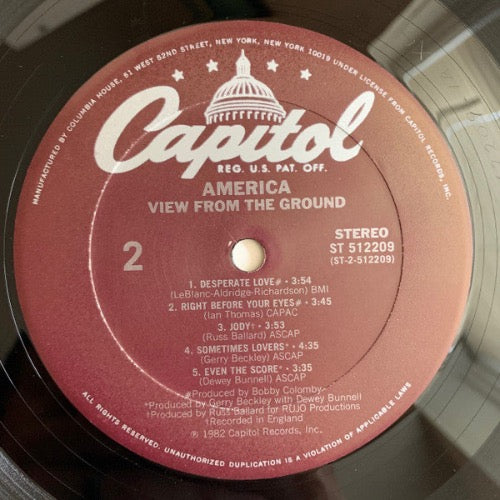 MANUFACTURED BY COLUMBIA HOUSE, 51 WEST 52ND STREET, NEW YORK, NEW YORK 10019 UNDER LICENSE FROM CAPITOL RECORDS, INC.
Capitol
REG. U.S. PAT. OFF.
AMERICA
VIEW FROM THE GROUND
2
STEREO
ST 512209
(ST-2-512209)
1. DESPERATE LOVE# • 3:54
(LeBlanc-Aldridge-Richardson) BMI
2. RIGHT BEFORE YOUR EYES# • 3:45
(Ian Thomas) CAPAC
3. JODY† • 3:53
(Russ Ballard) ASCAP
4. SOMETIMES LOVERS* • 4:35
(Gerry Beckley) ASCAP
5. EVEN THE SCORE* • 3:35
(Dewey Bunnell) ASCAP
#Produced by Bobby Colomby
*Produced by Gerry Beckley with Dewey Bunnell
†Produced by Russ Ballard for RUJO Productions
†Recorded in England
℗ 1982 Capitol Records, Inc.
ALL RIGHTS RESERVED. UNAUTHORIZED DUPLICATION IS A VIOLATION OF APPLICABLE LAWS